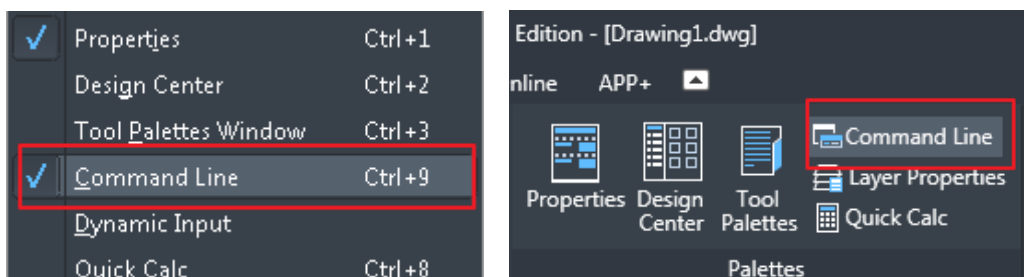 Properties Ctrl+1
Design Center Ctrl+2
Tool Palettes Window Ctrl+3
Command Line Ctrl+9
Dynamic Input
Quick Calc Ctrl+8
Edition - [Drawing1.dwg]
nline APP+
Command Line
Properties
Design Center
Tool Palettes
Layer Properties
Quick Calc
Palettes